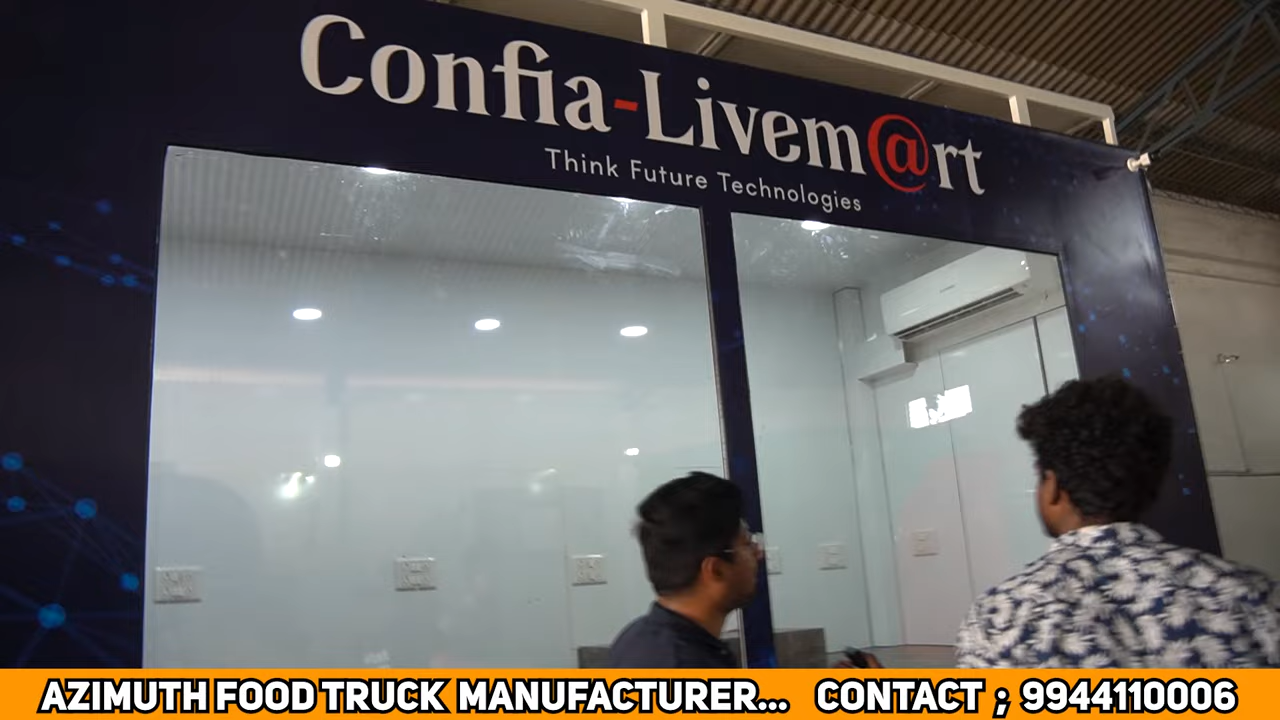 Confia-Livem@rt
Think Future Technologies
AZIMUTH FOOD TRUCK MANUFACTURER... CONTACT ; 9944110006